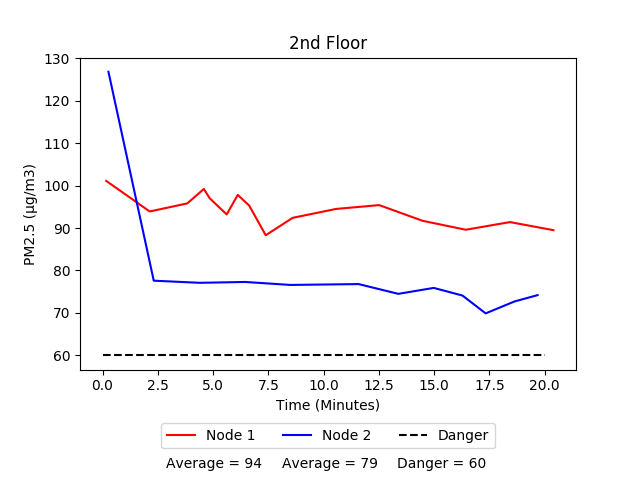 2nd Floor
130
120
110
100
90
80
70
60
PM2.5 (μg/m3)
0.0 2.5 5.0 7.5 10.0 12.5 15.0 17.5 20.0
Time (Minutes)
Node 1 Node 2 Danger
Average = 94 Average = 79 Danger = 60